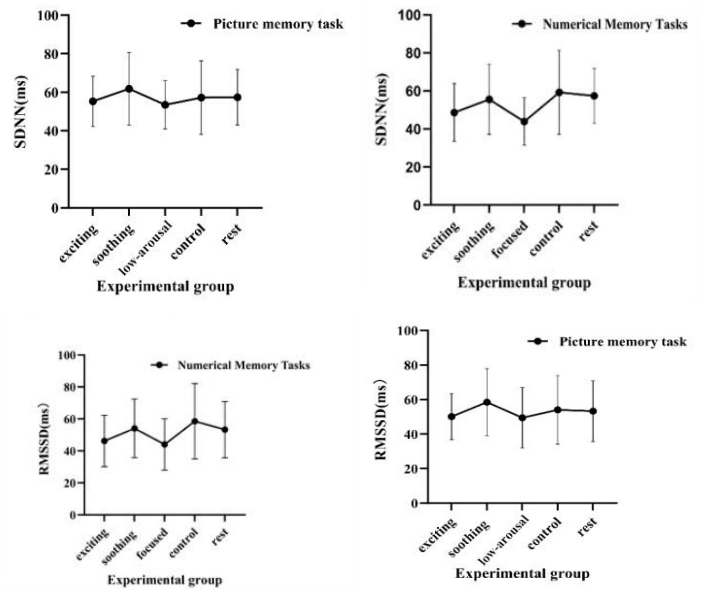 Picture memory task
100
80
60
40
20
0
SDNN(ms)
exciting
soothing
low-arousal
control
rest
Experimental group
Numerical Memory Tasks
100
80
60
40
20
0
SDNN(ms)
exciting
soothing
focused
control
rest
Experimental group
Numerical Memory Tasks
100
80
60
40
20
0
RMSSD(ms)
exciting
soothing
focused
control
rest
Experimental group
Picture memory task
100
80
60
40
20
0
RMSSD(ms)
exciting
soothing
low-arousal
control
rest
Experimental group